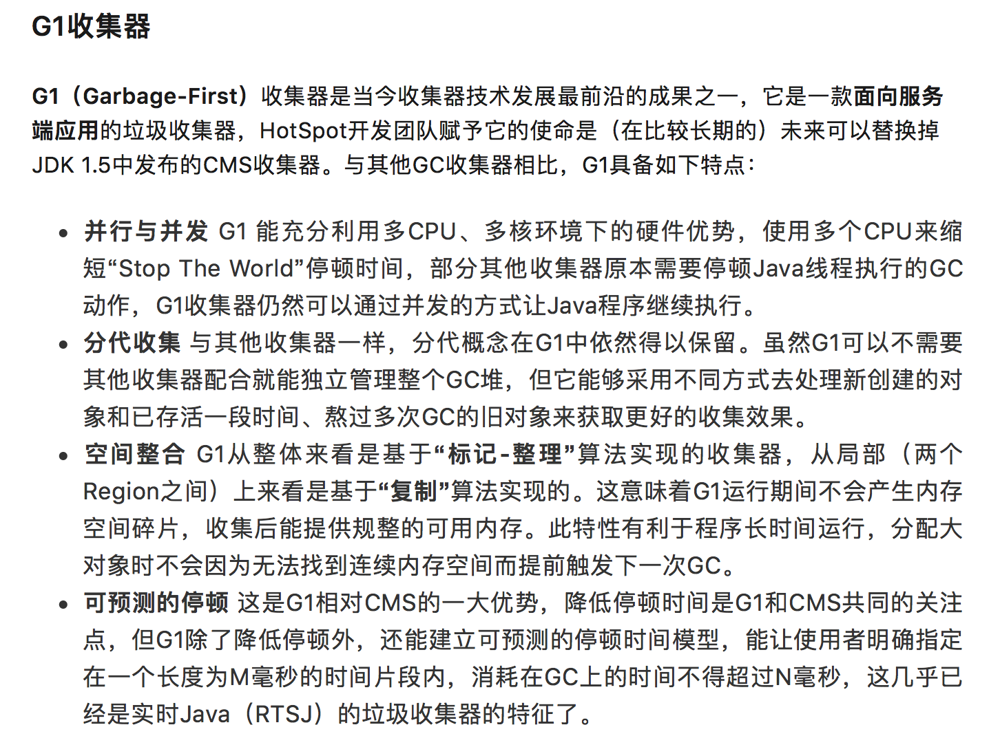 G1收集器
G1（Garbage-First）收集器是当今收集器技术发展最前沿的成果之一，它是一款面向服务
端应用的垃圾收集器，HotSpot开发团队赋予它的使命是（在比较长期的）未来可以替换掉
JDK 1.5中发布的CMS收集器。与其他GC收集器相比，G1具备如下特点：
• 并行与并发 G1 能充分利用多CPU、多核环境下的硬件优势，使用多个CPU来缩
短“Stop The World”停顿时间，部分其他收集器原本需要停顿Java线程执行的GC
动作，G1收集器仍然可以通过并发的方式让Java程序继续执行。
• 分代收集 与其他收集器一样，分代概念在G1中依然得以保留。虽然G1可以不需要
其他收集器配合就能独立管理整个GC堆，但它能够采用不同方式去处理新创建的对
象和已存活一段时间、熬过多次GC的旧对象来获取更好的收集效果。
• 空间整合 G1从整体来看是基于“标记-整理”算法实现的收集器，从局部（两个
Region之间）上来看是基于“复制”算法实现的。这意味着G1运行期间不会产生内存
空间碎片，收集后能提供规整的可用内存。此特性有利于程序长时间运行，分配大
对象时不会因为无法找到连续内存空间而提前触发下一次GC。
• 可预测的停顿 这是G1相对CMS的一大优势，降低停顿时间是G1和CMS共同的关注
点，但G1除了降低停顿外，还能建立可预测的停顿时间模型，能让使用者明确指定
在一个长度为M毫秒的时间片段内，消耗在GC上的时间不得超过N毫秒，这几乎已
经是实时Java（RTSJ）的垃圾收集器的特征了。